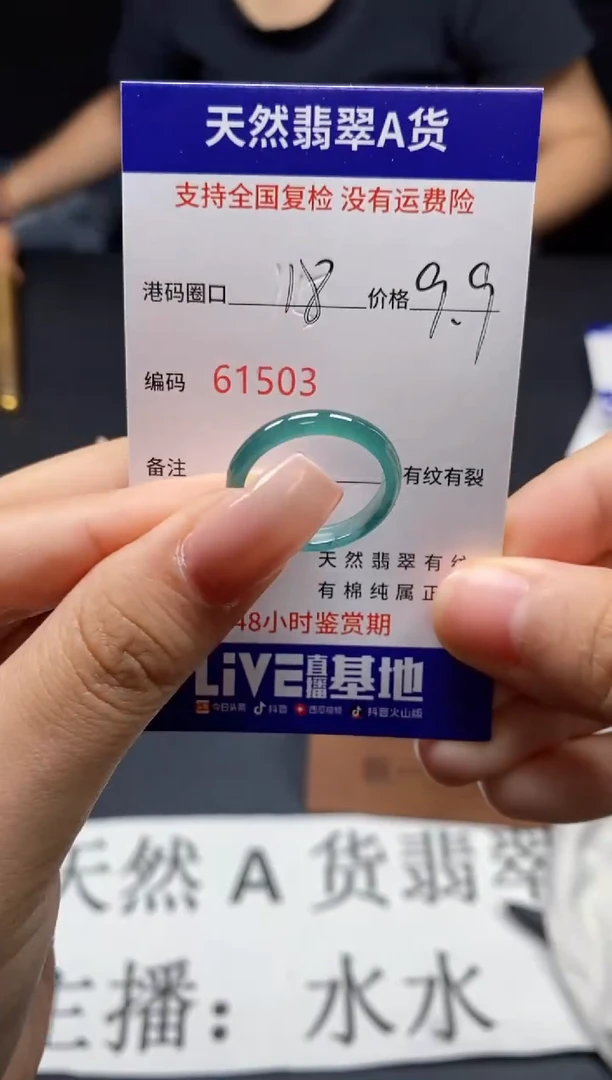 天然翡翠A货
支持全国复检 没有运费险
港码圈口 118 价格 9.9
编码 61503
备注 有纹有裂
天然翡翠有
有棉纯属正
48小时鉴赏期
LiVE直播基地
今日头条 抖音 西瓜视频 抖音火山版
天然A货翡翠
主播：水水